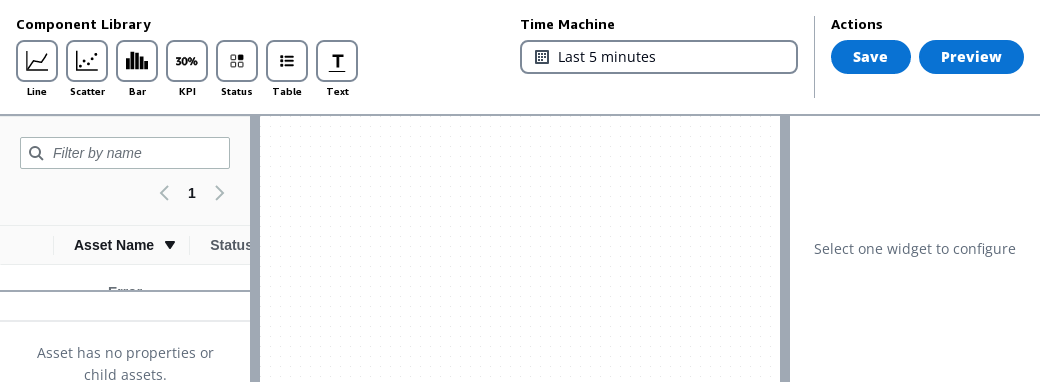 Component Library
Time Machine
Actions
30%
T
Last 5 minutes
Save
Preview
Line
Scatter
Bar
KPI
Status
Table
Text
Filter by name
1
Asset Name
Status
Error
Select one widget to configure
Asset has no properties or
child assets.